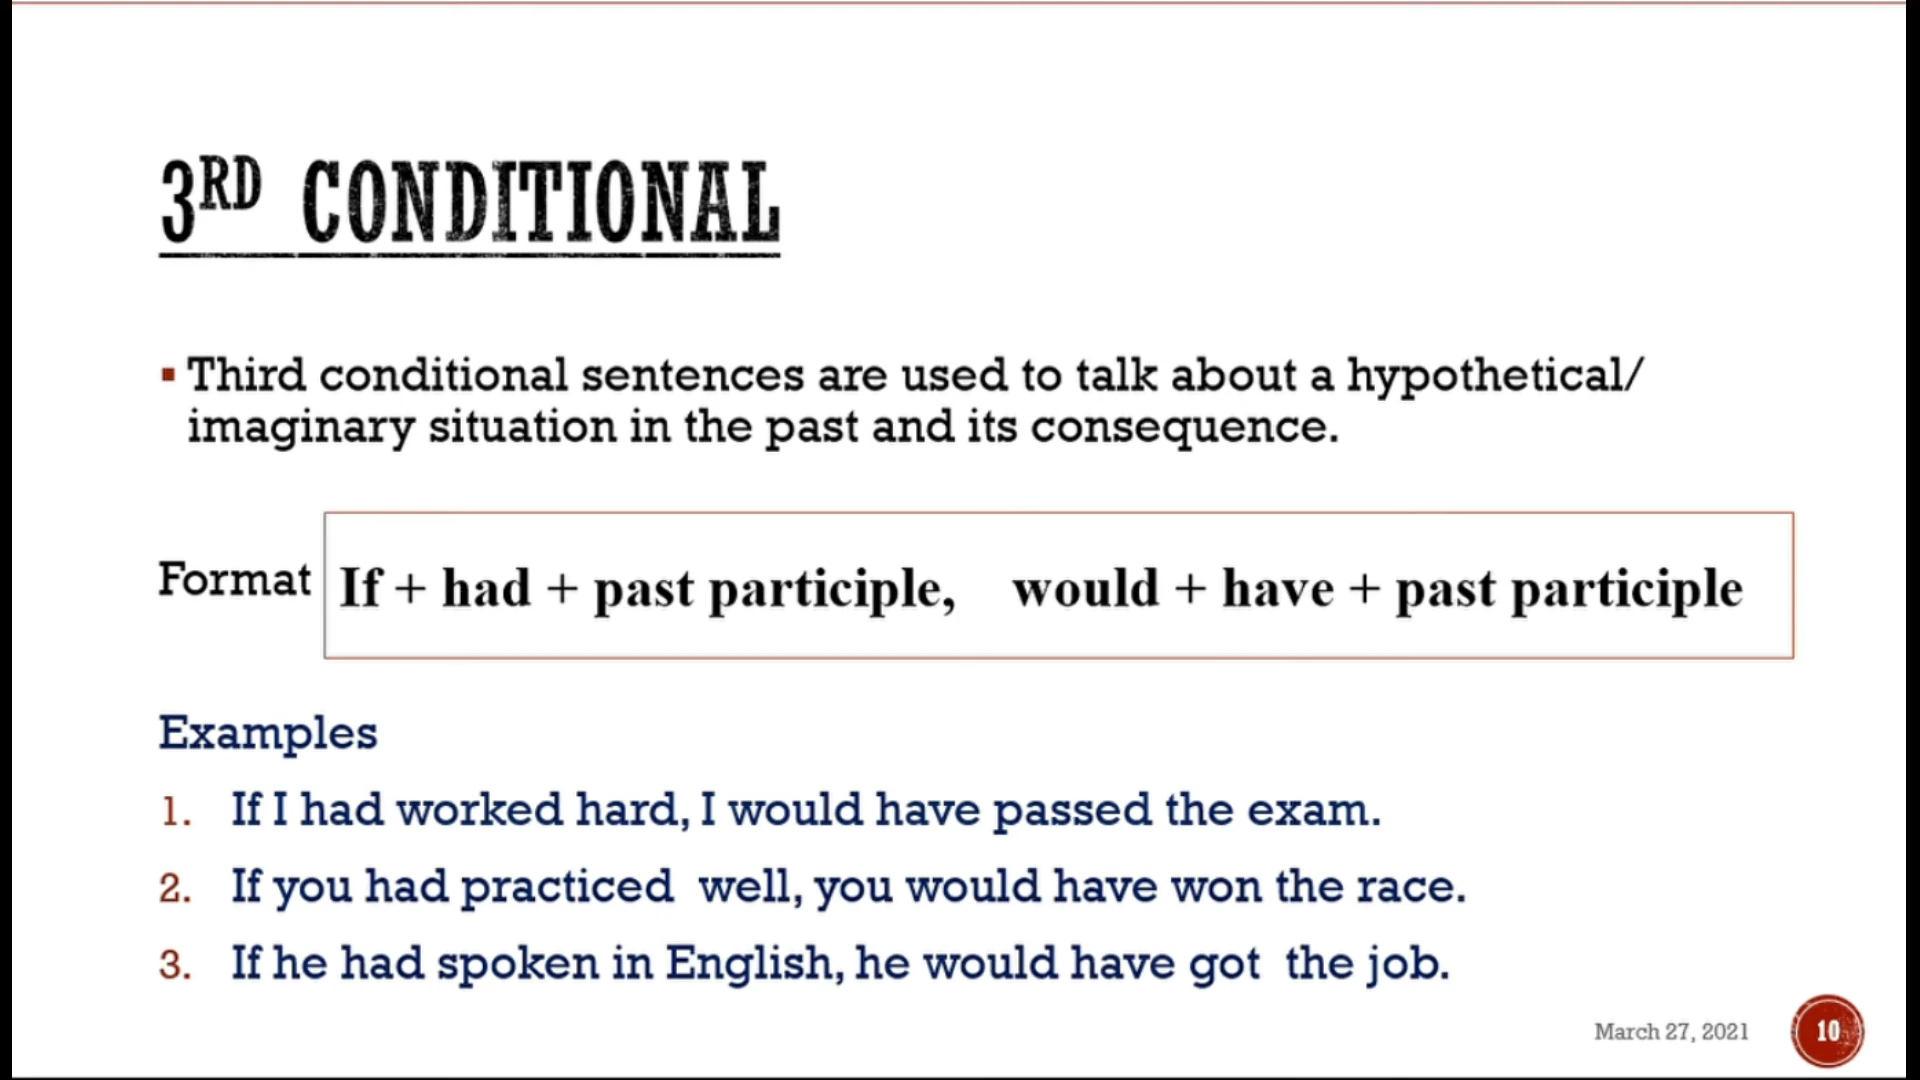 3RD CONDITIONAL
▪ Third conditional sentences are used to talk about a hypothetical/
imaginary situation in the past and its consequence.
Format If + had + past participle, would + have + past participle
Examples
1. If I had worked hard, I would have passed the exam.
2. If you had practiced well, you would have won the race.
3. If he had spoken in English, he would have got the job.
March 27, 2021 10